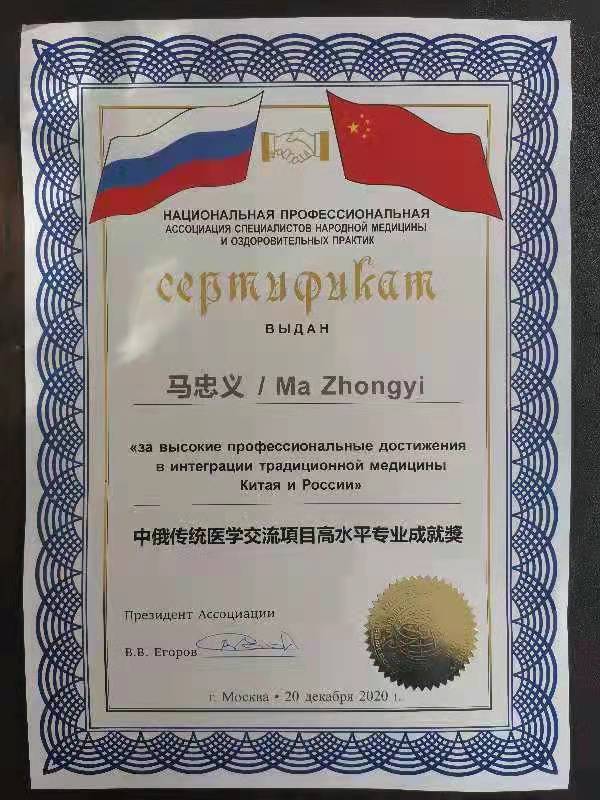 НАЦИОНАЛЬНАЯ ПРОФЕССИОНАЛЬНАЯ
АССОЦИАЦИЯ СПЕЦИАЛИСТОВ НАРОДНОЙ МЕДИЦИНЫ
И ОЗДОРОВИТЕЛЬНЫХ ПРАКТИК
сертификат
ВЫДАН
马忠义 / Ma Zhongyi
«за высокие профессиональные достижения
в интеграции традиционной медицины
Китая и России»
中俄传统医学交流項目高水平专业成就獎
Президент Ассоциации
В.В. Егоров
г. Москва • 20 декабря 2020 г.